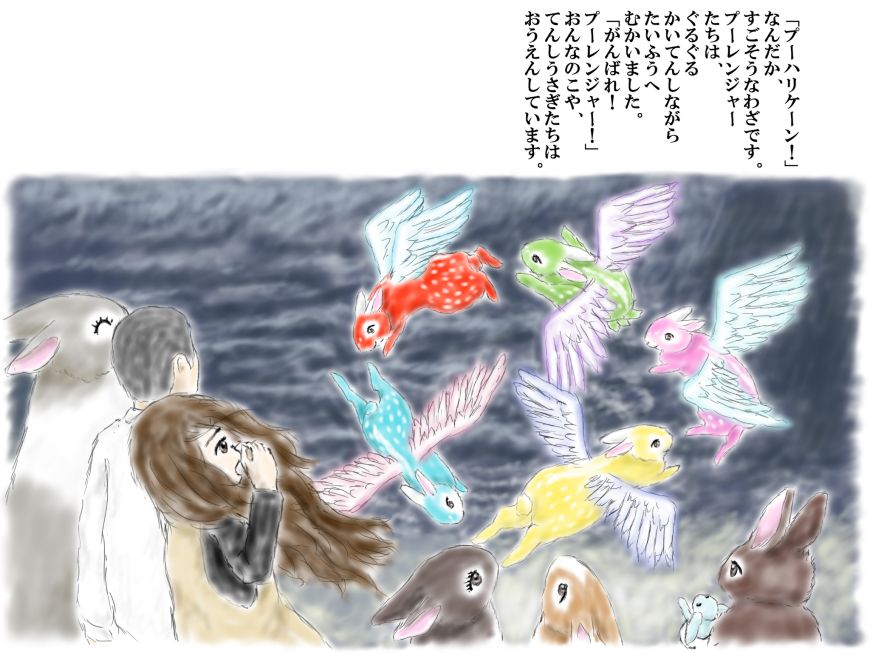 「プーハリケーン！」
なんだか、
すごそうなわざです。
プーレンジャー
たちは、
ぐるぐる
かいてんしながら
たいふうへ
むかいました。
「がんばれ！
プーレンジャー！」
おんなのこや、
てんしうさぎたちは
おうえんしています。